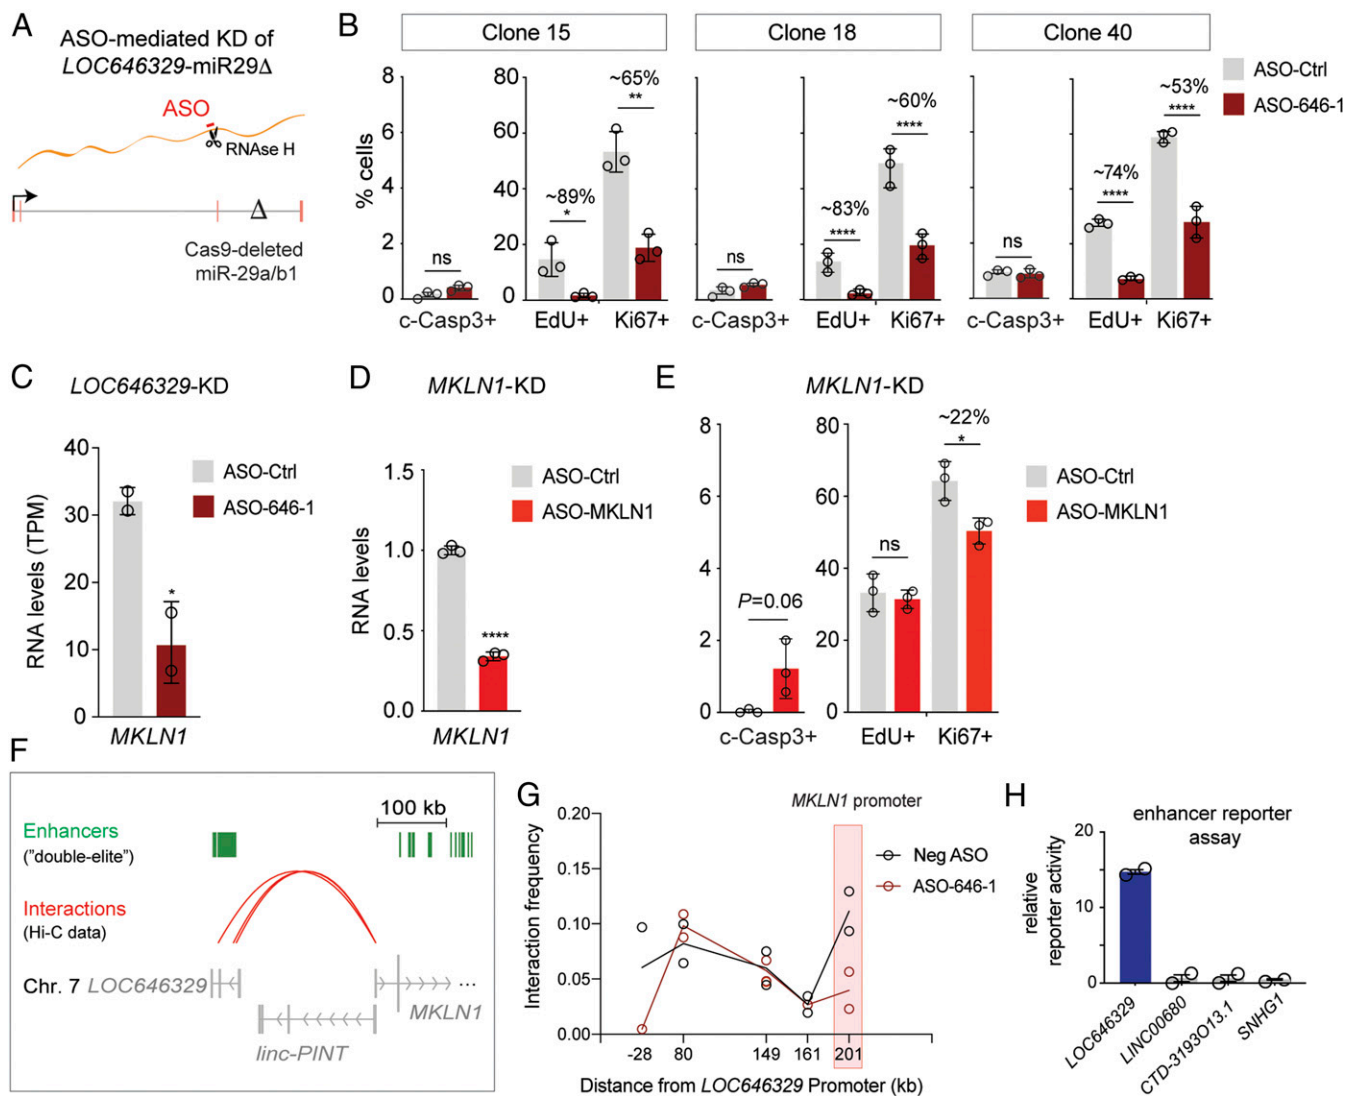 A
ASO-mediated KD of
LOC646329-miR29Δ
ASO
RNAse H
Δ
Cas9-deleted
miR-29a/b1
B
Clone 15
Clone 18
Clone 40
ASO-Ctrl
ASO-646-1
% cells
8
6
4
2
0
ns
c-Casp3+
80
60
40
20
0
~89%
*
~65%
**
EdU+
Ki67+
ns
c-Casp3+
~83%
****
~60%
****
EdU+
Ki67+
ns
c-Casp3+
~74%
****
~53%
****
EdU+
Ki67+
C
LOC646329-KD
RNA levels (TPM)
40
30
20
10
0
*
MKLN1
ASO-Ctrl
ASO-646-1
D
MKLN1-KD
RNA levels
1.5
1.0
0.5
0.0
****
MKLN1
ASO-Ctrl
ASO-MKLN1
E
MKLN1-KD
8
6
4
2
0
P=0.06
c-Casp3+
80
60
40
20
0
ns
~22%
*
EdU+
Ki67+
ASO-Ctrl
ASO-MKLN1
F
100 kb
Enhancers
("double-elite")
Interactions
(Hi-C data)
Chr. 7 LOC646329
...
MKLN1
linc-PINT
G
MKLN1 promoter
Interaction frequency
0.20
0.15
0.10
0.05
0.00
Neg ASO
ASO-646-1
-28 80 149 161 201
Distance from LOC646329 Promoter (kb)
H
enhancer reporter
assay
relative
reporter activity
20
10
0
LOC646329
LINC00680
CTD-3193O13.1
SNHG1